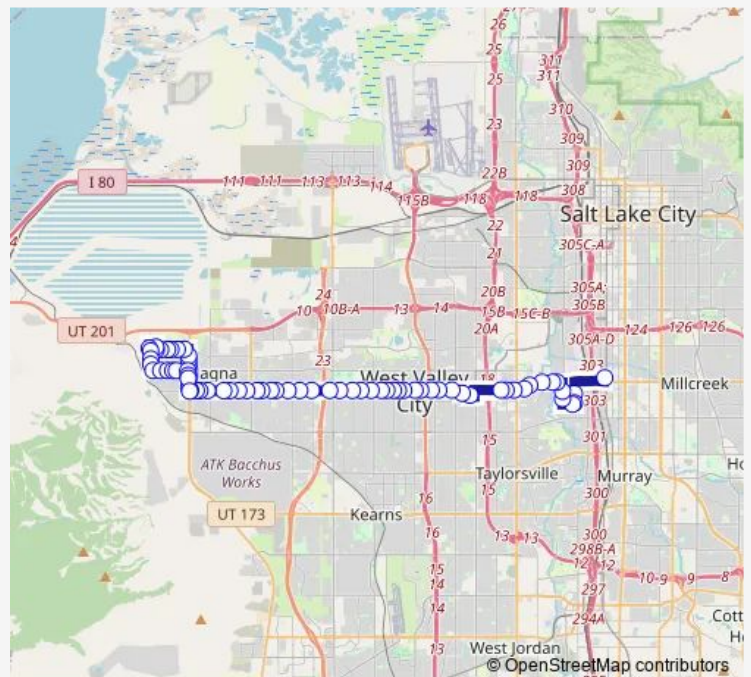 26
25
25
311
311
310
23
309
309
22B
308
I 80
111
111
113
113
114
115B
118
118
4
22
Salt Lake City
305C-A
21
24
20B
305A:
305B
UT 201
10
10B-A
13
14
15B
15C-B
20A
124
126
126
305A-D
23
303
agna
West Valley
City
18
Millcreek
303
301
15
ATK Bacchus
Works
Taylorsville
Murray
16
15
300
UT 173
Kearns
16
13
13
300
298B-A
15
14
12
12
14
297
10-9
9
8
294A
Cott
13
West Jordan
© OpenStreetMap contributors